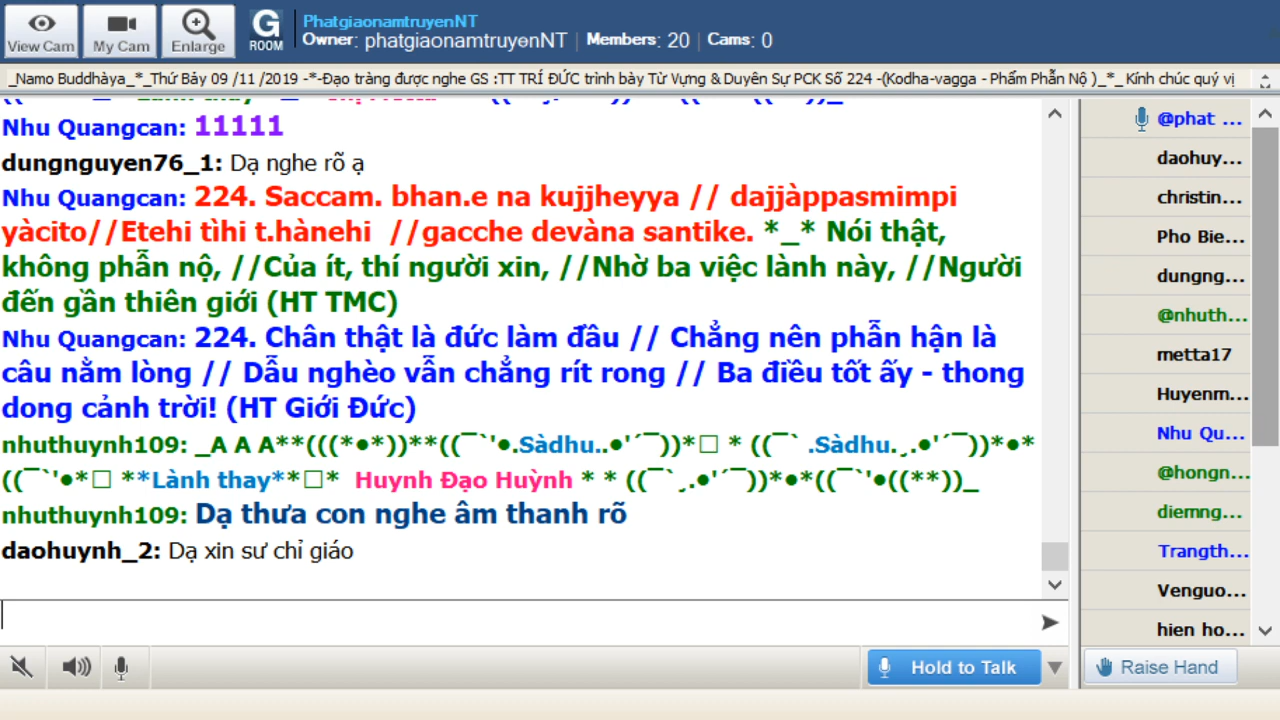 View Cam
My Cam
Enlarge
G ROOM
PhatgiaonamtruyenNT
Owner: phatgiaonamtruyenNT | Members: 20 | Cams: 0
_Namo Buddhàya_*_Thứ Bảy 09 /11 /2019 -*-Đạo tràng được nghe GS :TT TRÍ ĐỨC trình bày Từ Vựng & Duyên Sự PCK Số 224 -(Kodha-vagga - Phẩm Phẫn Nộ )_*_ Kính chúc quý vị
Nhu Quangcan: 11111
dungnguyen76_1: Dạ nghe rõ ạ
Nhu Quangcan: 224. Saccam. bhan.e na kujjheyya // dajjàppasmimpi
yàcito//Etehi tìhi t.hànehi //gacche devàna santike. *_* Nói thật,
không phẫn nộ, //Của ít, thí người xin, //Nhờ ba việc lành này, //Người
đến gần thiên giới (HT TMC)
Nhu Quangcan: 224. Chân thật là đức làm đầu // Chẳng nên phẫn hận là
câu nằm lòng // Dẫu nghèo vẫn chẳng rít rong // Ba điều tốt ấy - thong
dong cảnh trời! (HT Giới Đức)
nhuthuynh109: _A A A**(((*●*))**((¯`'●.Sàdhu..●'´¯))*□ * ((¯` .Sàdhu.¸.●'´¯))*●*
((¯`'●*□ **Lành thay**□* Huynh Đạo Huỳnh * * ((¯`¸.●'´¯))*●*((¯`'●((**))_
nhuthuynh109: Dạ thưa con nghe âm thanh rõ
daohuynh_2: Dạ xin sư chỉ giáo
@phat ...
daohuy...
christin...
Pho Bie...
dungng...
@nhuth...
metta17
Huyenm...
Nhu Qu...
@hongn...
diemng...
Trangth...
Venguo...
hien ho...
Hold to Talk
Raise Hand